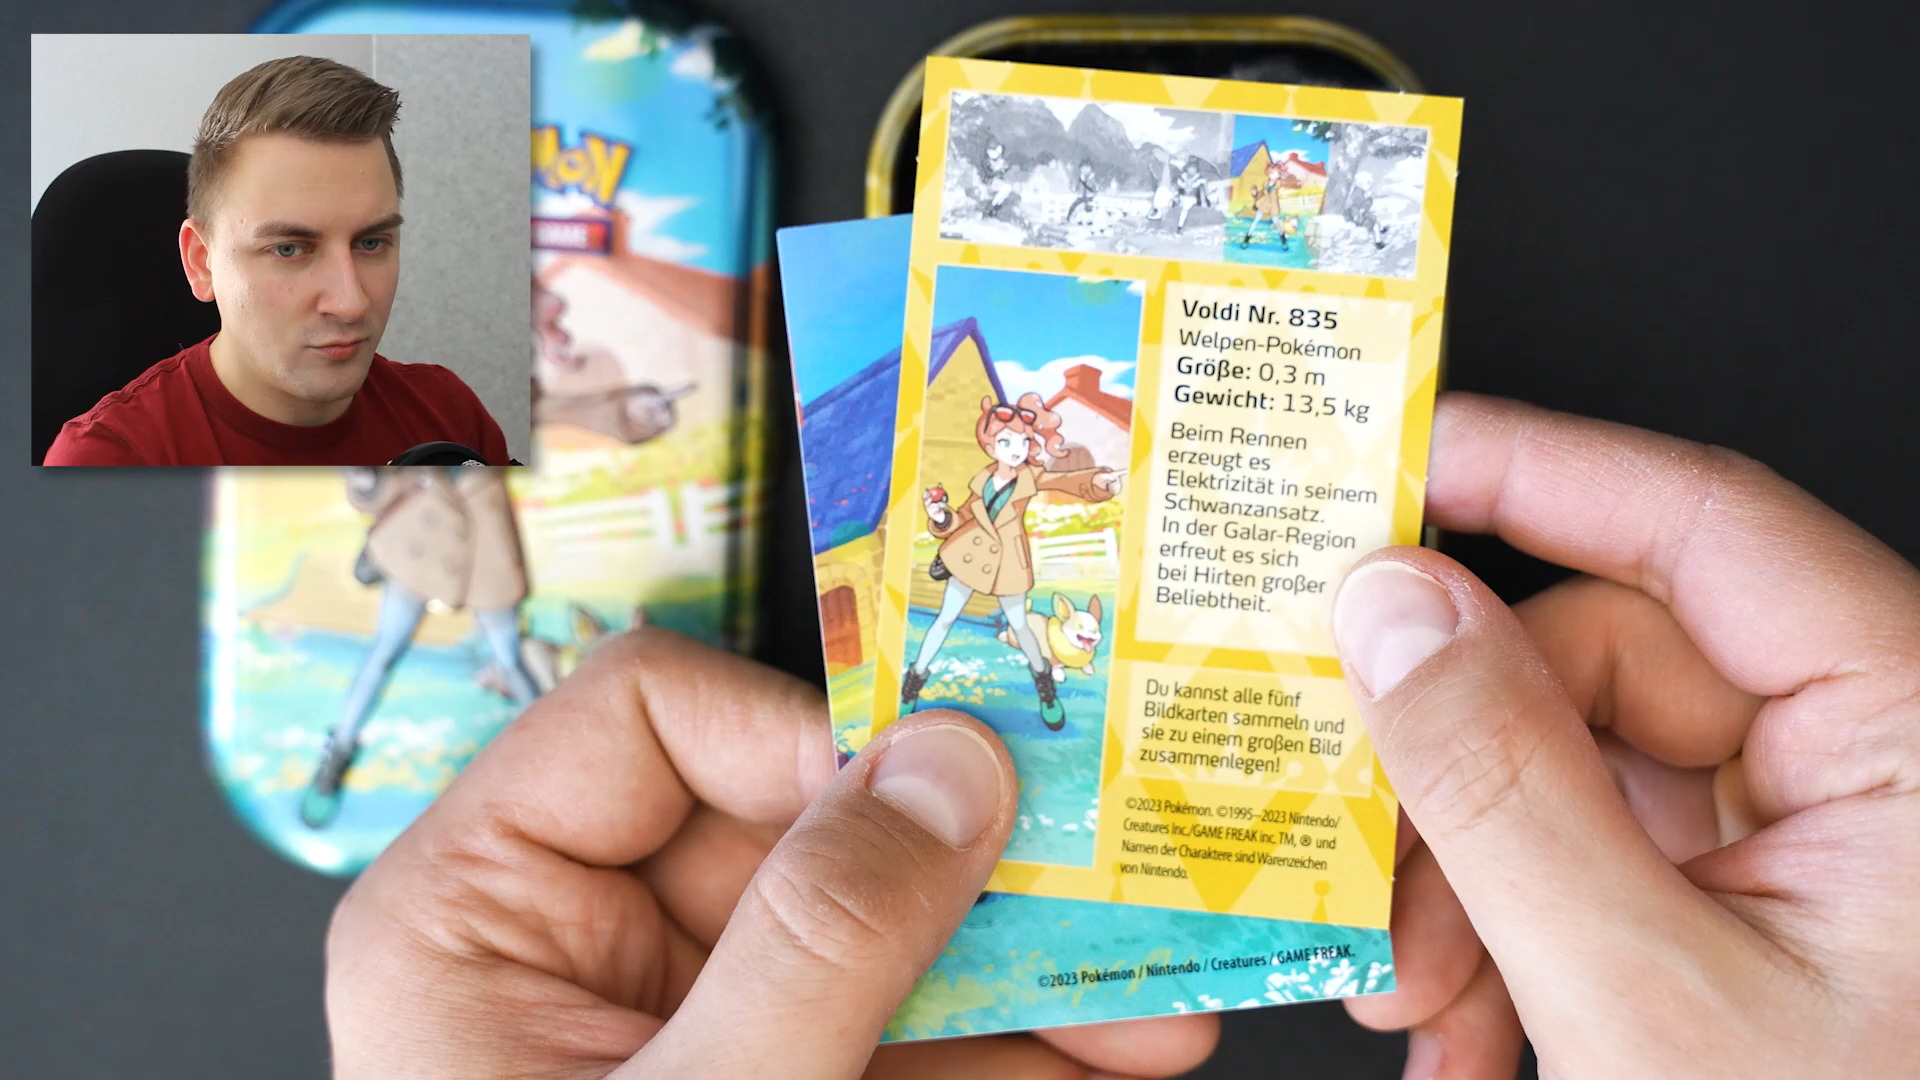 MON
GAME
Voldi Nr. 835
Welpen-Pokémon
Größe: 0,3 m
Gewicht: 13,5 kg
Beim Rennen
erzeugt es
Elektrizität in seinem
Schwanzansatz.
In der Galar-Region
erfreut es sich
bei Hirten großer
Beliebtheit.
Du kannst alle fünf
Bildkarten sammeln und
sie zu einem großen Bild
zusammenlegen!
©2023 Pokémon. ©1995–2023 Nintendo/
Creatures Inc./GAME FREAK inc. TM, ® und
Namen der Charaktere sind Warenzeichen
von Nintendo.
©2023 Pokémon / Nintendo / Creatures / GAME FREAK.